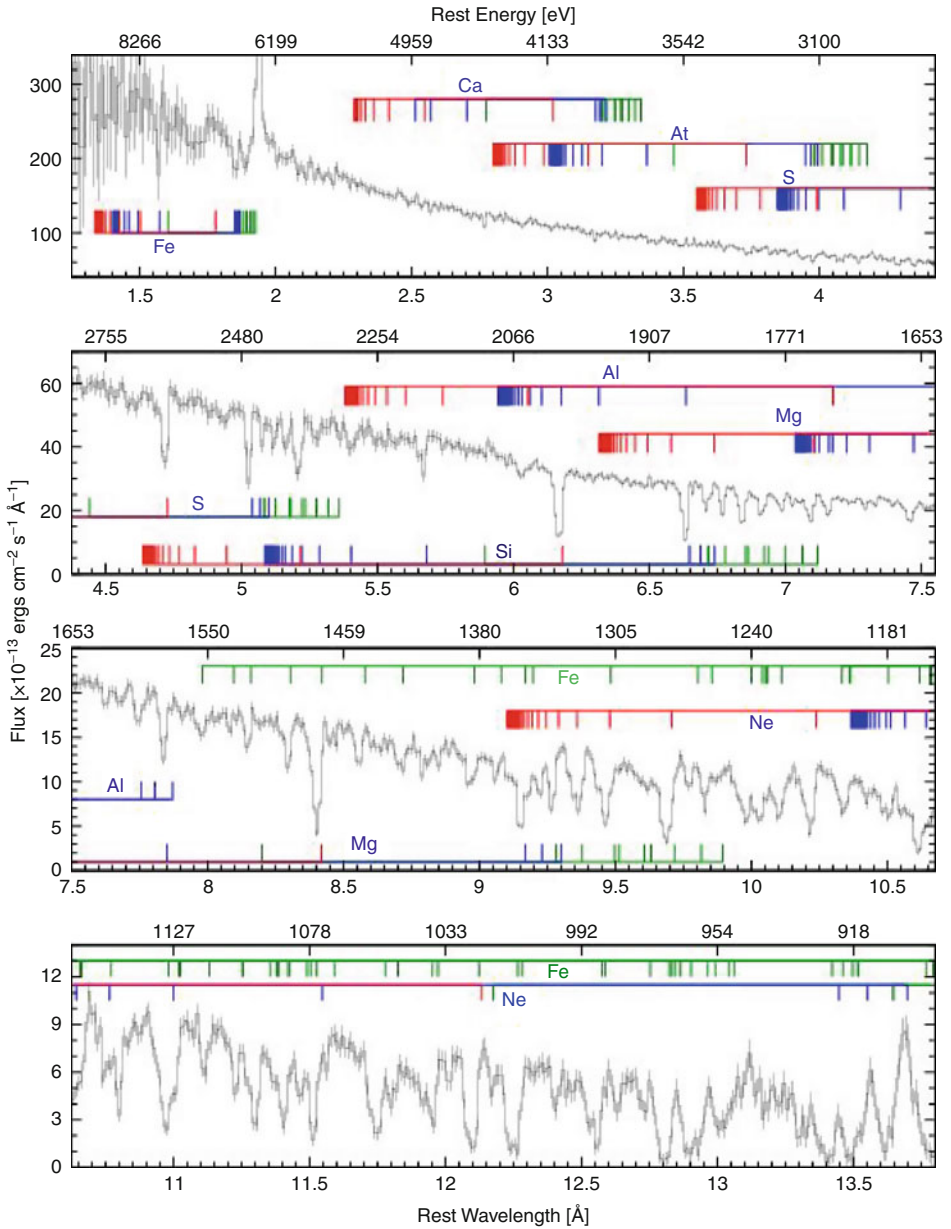 Rest Energy [eV]
8266 6199 4959 4133 3542 3100
300
200
100
Ca
At
S
Fe
1.5 2 2.5 3 3.5 4
2755 2480 2254 2066 1907 1771 1653
60
40
20
0
Al
Mg
S
Si
4.5 5 5.5 6 6.5 7 7.5
Flux [×10⁻¹³ ergs cm⁻² s⁻¹ Å⁻¹]
1653 1550 1459 1380 1305 1240 1181
25
20
15
10
5
0
Fe
Ne
Al
Mg
7.5 8 8.5 9 9.5 10 10.5
1127 1078 1033 992 954 918
12
9
6
3
0
Fe
Ne
11 11.5 12 12.5 13 13.5
Rest Wavelength [Å]